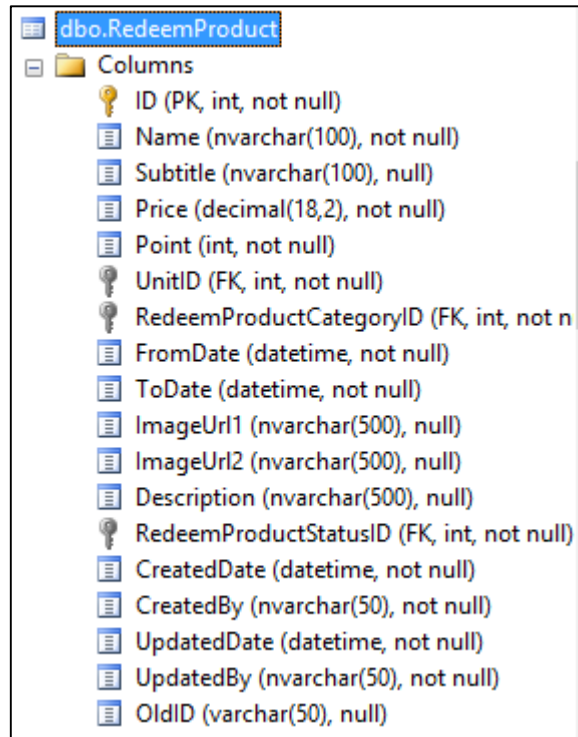 dbo.RedeemProduct
Columns
ID (PK, int, not null)
Name (nvarchar(100), not null)
Subtitle (nvarchar(100), null)
Price (decimal(18,2), not null)
Point (int, not null)
UnitID (FK, int, not null)
RedeemProductCategoryID (FK, int, not n
FromDate (datetime, not null)
ToDate (datetime, not null)
ImageUrl1 (nvarchar(500), null)
ImageUrl2 (nvarchar(500), null)
Description (nvarchar(500), null)
RedeemProductStatusID (FK, int, not null)
CreatedDate (datetime, not null)
CreatedBy (nvarchar(50), not null)
UpdatedDate (datetime, not null)
UpdatedBy (nvarchar(50), not null)
OldID (varchar(50), null)